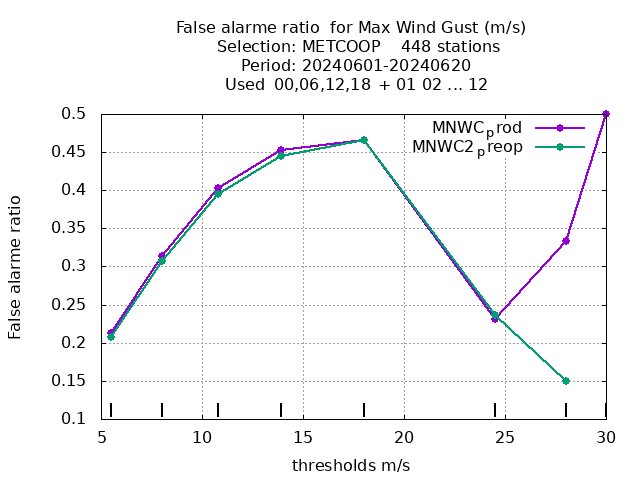 False alarme ratio  for Max Wind Gust (m/s)
Selection: METCOOP    448 stations
Period: 20240601-20240620
Used  00,06,12,18  + 01 02 ... 12
0.5
0.45
0.4
0.35
0.3
0.25
0.2
0.15
0.1
False alarme ratio
MNWC_prod
MNWC2_preop
5 10 15 20 25 30
thresholds m/s